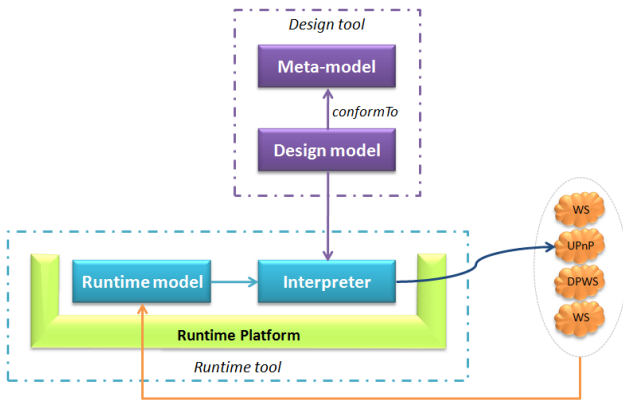 Design tool
Meta-model
conformTo
Design model
WS
UPnP
DPWS
WS
Runtime model
Interpreter
Runtime Platform
Runtime tool